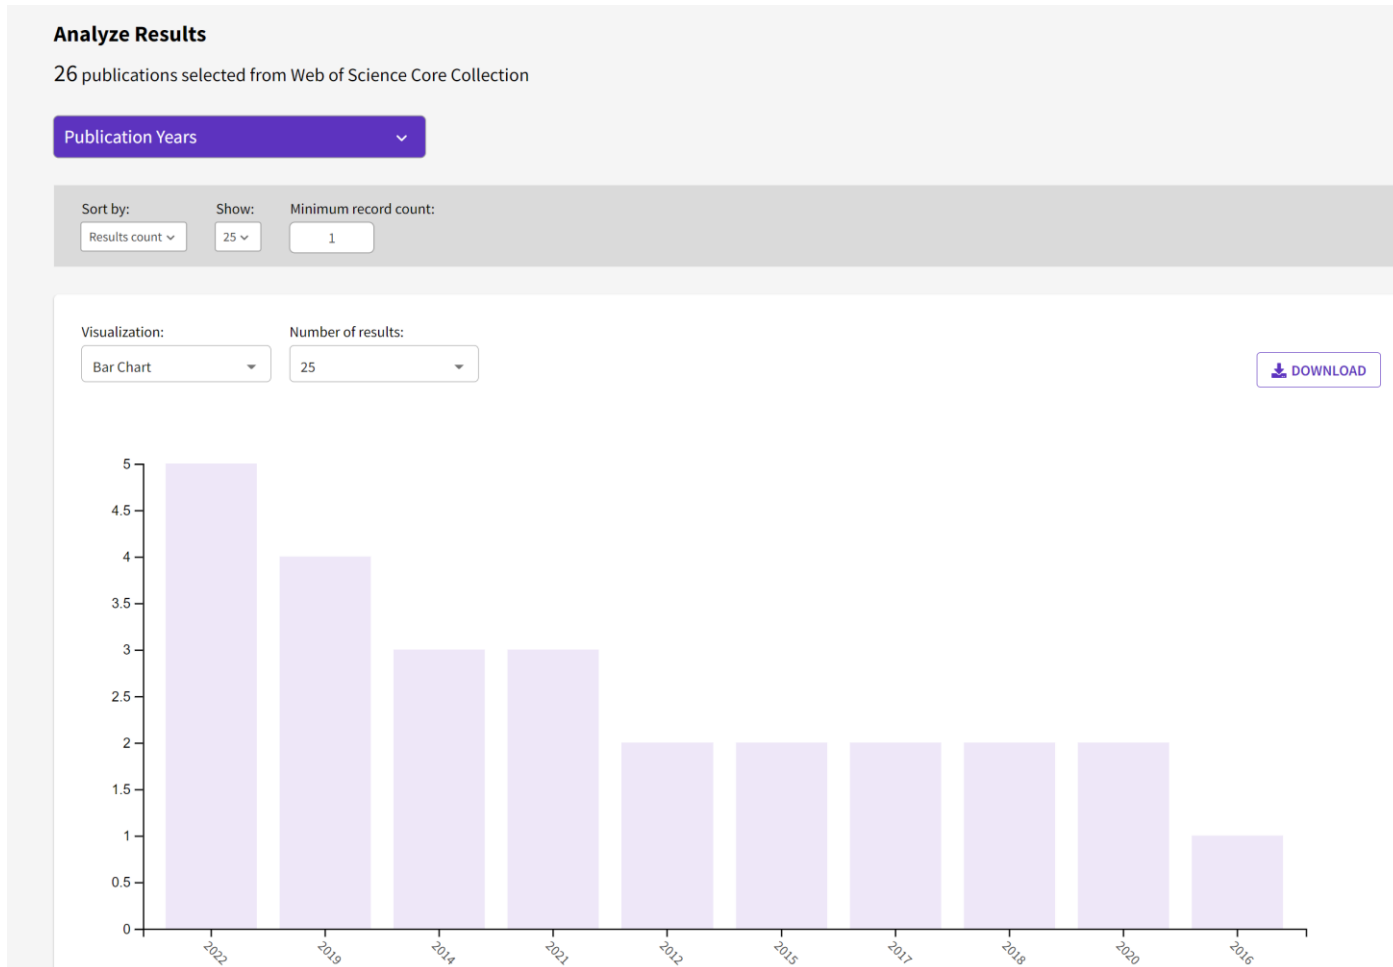 Analyze Results
26 publications selected from Web of Science Core Collection
Publication Years
Sort by: Show: Minimum record count:
Results count 25 1
Visualization: Number of results:
Bar Chart 25
DOWNLOAD
5
4.5
4
3.5
3
2.5
2
1.5
1
0.5
0
2022 2019 2014 2021 2012 2015 2017 2018 2020 2016